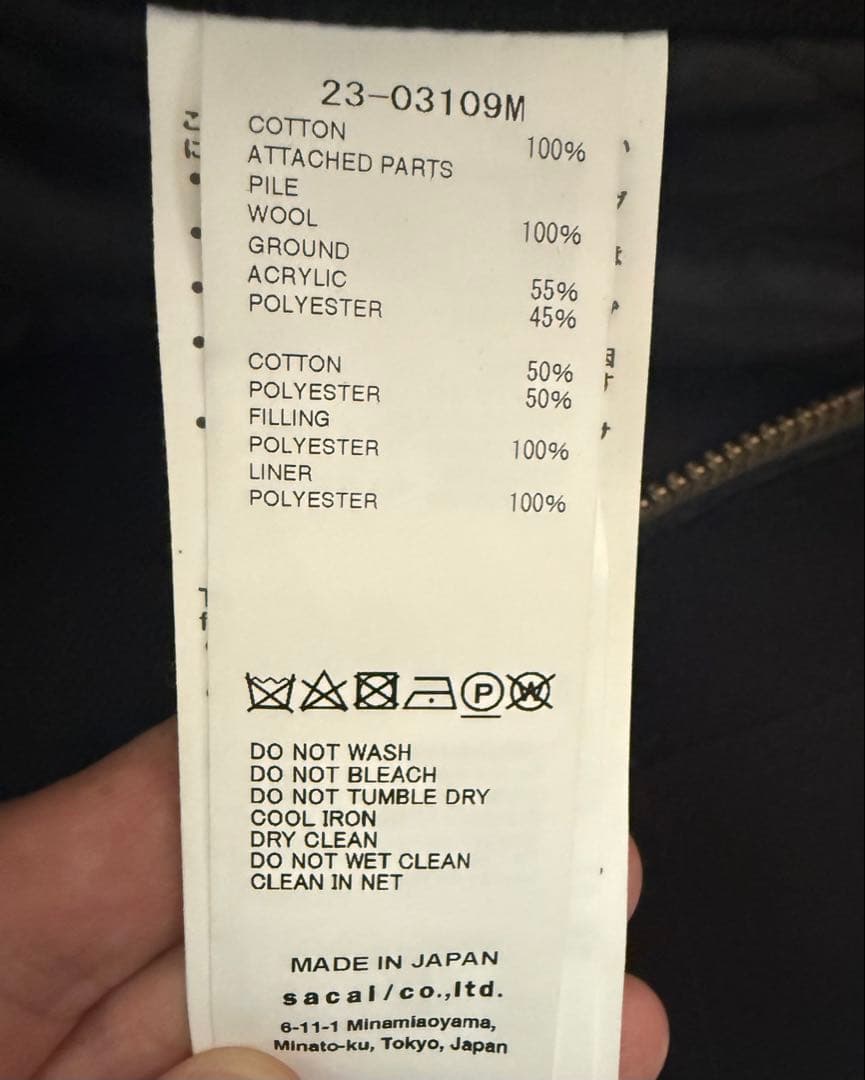 23-03109M
COTTON 100%
ATTACHED PARTS
PILE
WOOL 100%
GROUND
ACRYLIC 55%
POLYESTER 45%
COTTON 50%
POLYESTER 50%
FILLING
POLYESTER 100%
LINER
POLYESTER 100%
P W
DO NOT WASH
DO NOT BLEACH
DO NOT TUMBLE DRY
COOL IRON
DRY CLEAN
DO NOT WET CLEAN
CLEAN IN NET
MADE IN JAPAN
sacai/co.,ltd.
6-11-1 Minamiaoyama,
Minato-ku, Tokyo, Japan
こ
に